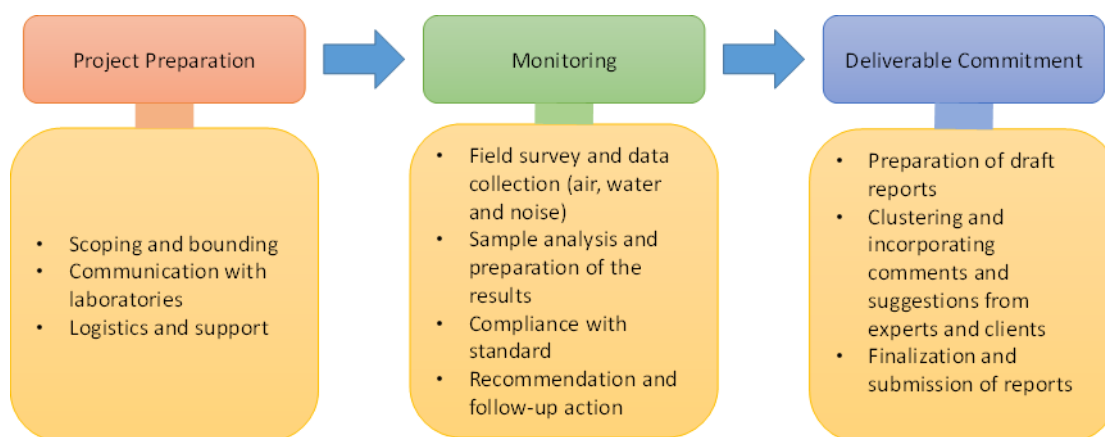 Project Preparation
Monitoring
Deliverable Commitment
• Scoping and bounding
• Communication with
laboratories
• Logistics and support
• Field survey and data
collection (air, water
and noise)
• Sample analysis and
preparation of the
results
• Compliance with
standard
• Recommendation and
follow-up action
• Preparation of draft
reports
• Clustering and
incorporating
comments and
suggestions from
experts and clients
• Finalization and
submission of reports